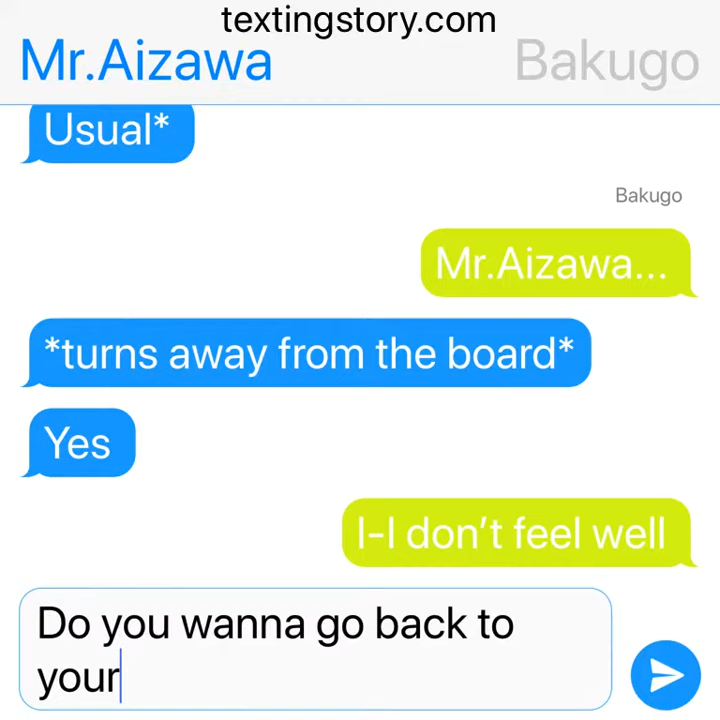 textingstory.com
Mr.Aizawa
Bakugo
Usual*
Bakugo
Mr.Aizawa...
*turns away from the board*
Yes
I-I don’t feel well
Do you wanna go back to
your